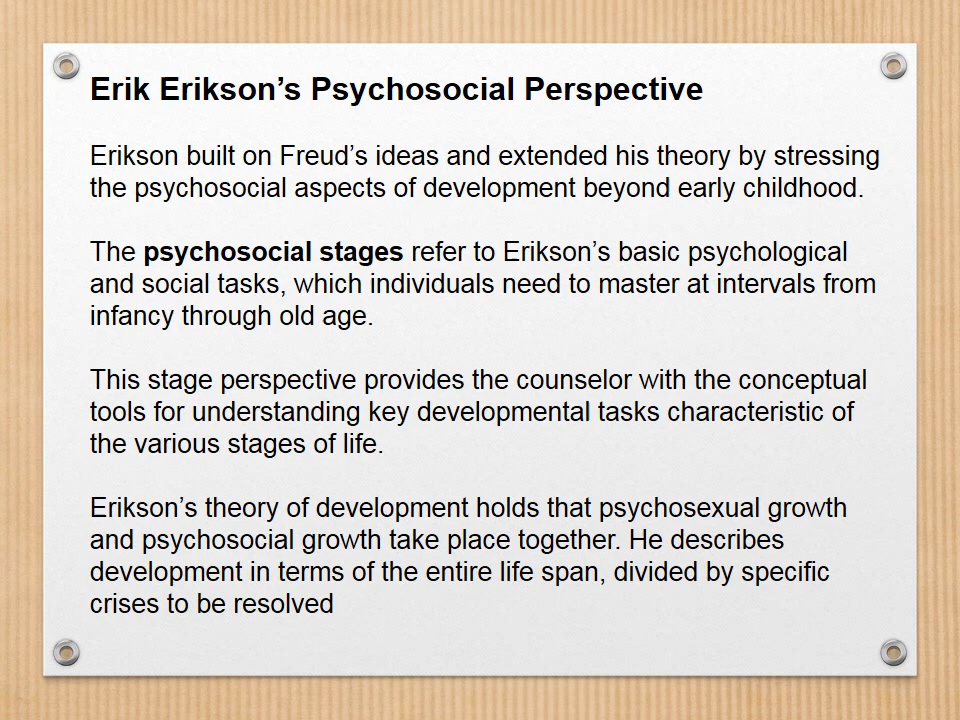 Erik Erikson’s Psychosocial Perspective
Erikson built on Freud’s ideas and extended his theory by stressing
the psychosocial aspects of development beyond early childhood.
The psychosocial stages refer to Erikson’s basic psychological
and social tasks, which individuals need to master at intervals from
infancy through old age.
This stage perspective provides the counselor with the conceptual
tools for understanding key developmental tasks characteristic of
the various stages of life.
Erikson’s theory of development holds that psychosexual growth
and psychosocial growth take place together. He describes
development in terms of the entire life span, divided by specific
crises to be resolved